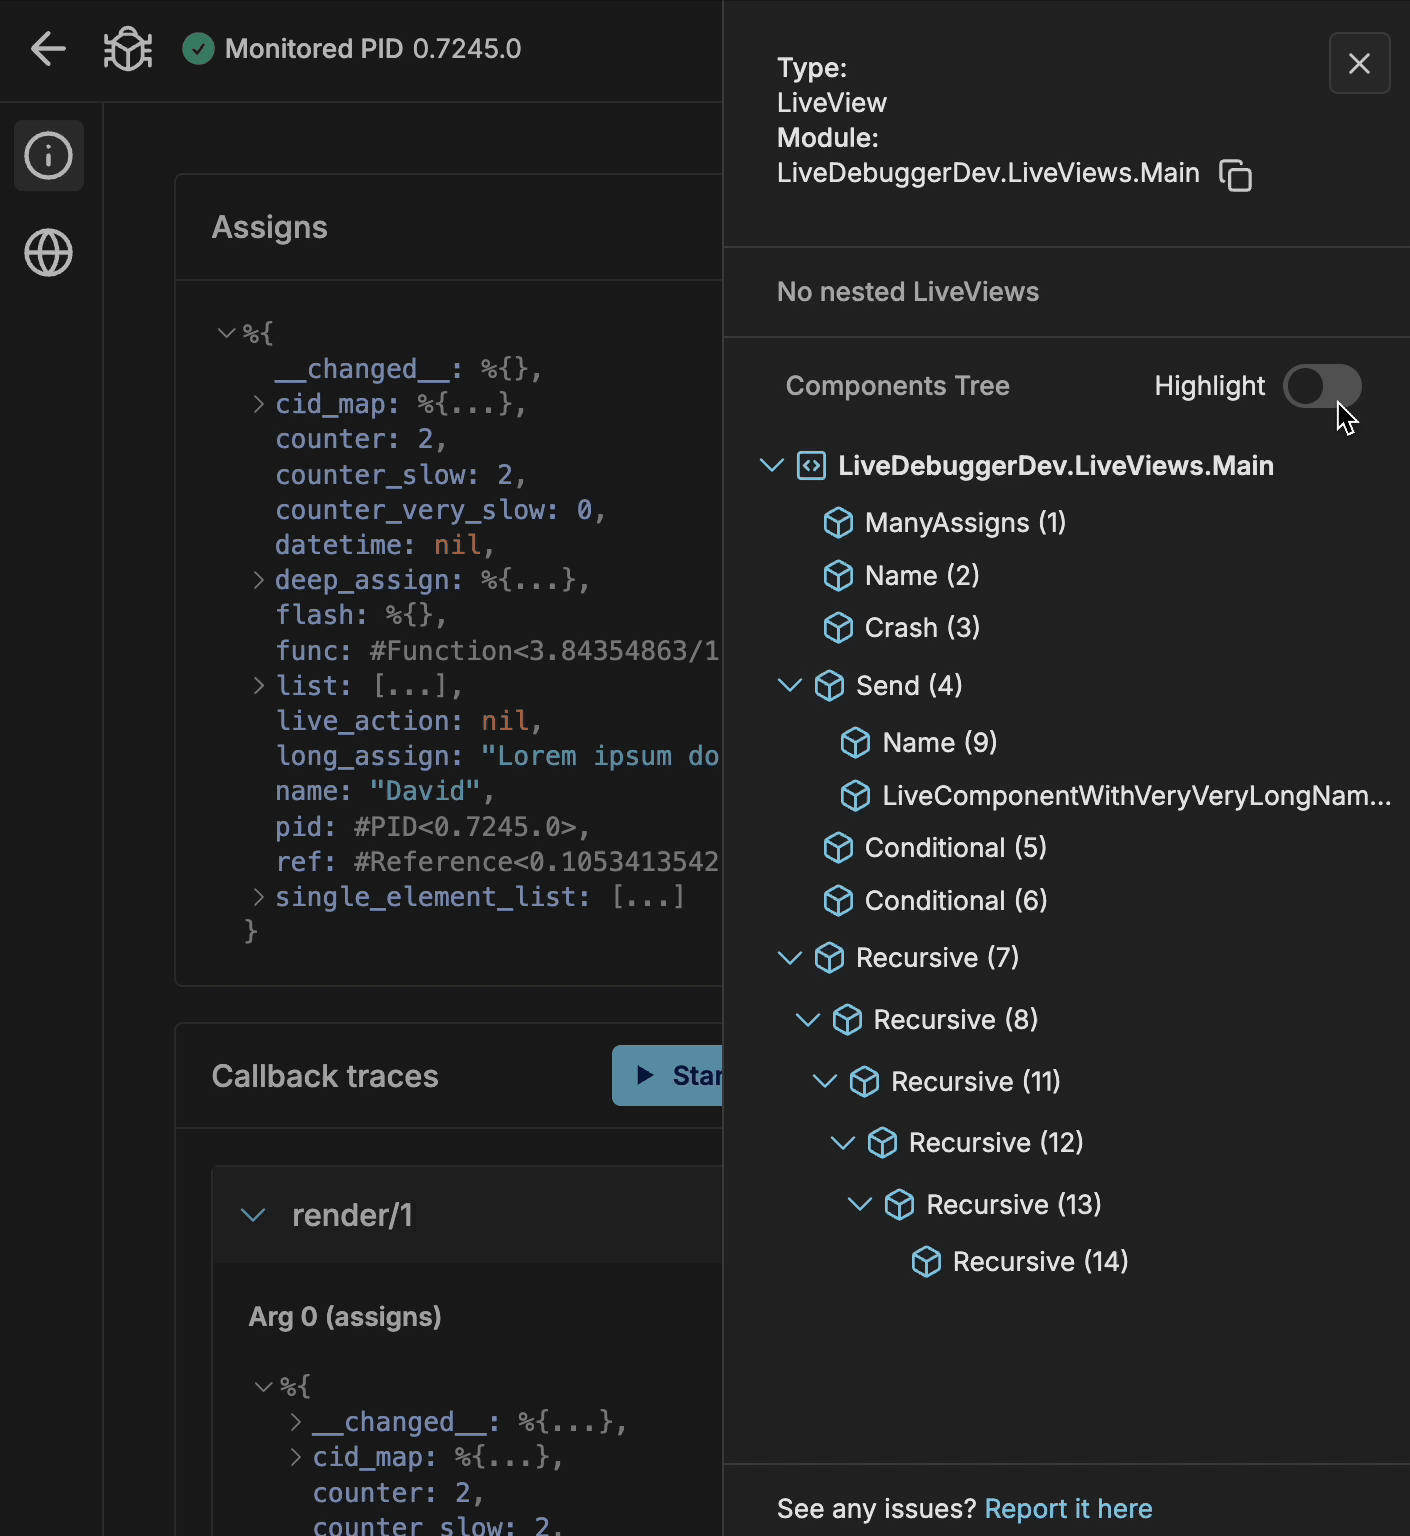 Monitored PID 0.7245.0
Assigns
%{
__changed__: %{},
cid_map: %{...},
counter: 2,
counter_slow: 2,
counter_very_slow: 0,
datetime: nil,
deep_assign: %{...},
flash: %{},
func: #Function<3.84354863/1
list: [...],
live_action: nil,
long_assign: "Lorem ipsum do
name: "David",
pid: #PID<0.7245.0>,
ref: #Reference<0.1053413542
single_element_list: [...]
}
Callback traces
Star
render/1
Arg 0 (assigns)
%{
__changed__: %{...},
cid_map: %{...},
counter: 2,
counter_slow: 2,
Type:
LiveView
Module:
LiveDebuggerDev.LiveViews.Main
No nested LiveViews
Components Tree
Highlight
LiveDebuggerDev.LiveViews.Main
ManyAssigns (1)
Name (2)
Crash (3)
Send (4)
Name (9)
LiveComponentWithVeryVeryLongNam...
Conditional (5)
Conditional (6)
Recursive (7)
Recursive (8)
Recursive (11)
Recursive (12)
Recursive (13)
Recursive (14)
See any issues? Report it here